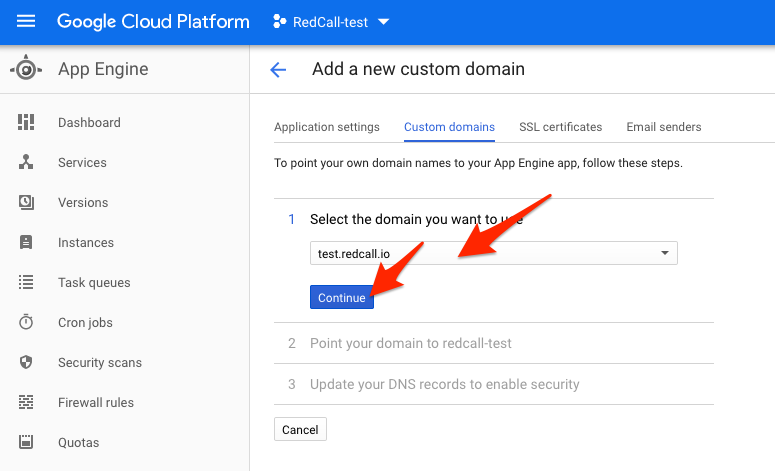 Google Cloud Platform
RedCall-test
App Engine
Add a new custom domain
Dashboard
Services
Versions
Instances
Task queues
Cron jobs
Security scans
Firewall rules
Quotas
Application settings
Custom domains
SSL certificates
Email senders
To point your own domain names to your App Engine app, follow these steps.
1 Select the domain you want to use
test.redcall.io
Continue
2 Point your domain to redcall-test
3 Update your DNS records to enable security
Cancel